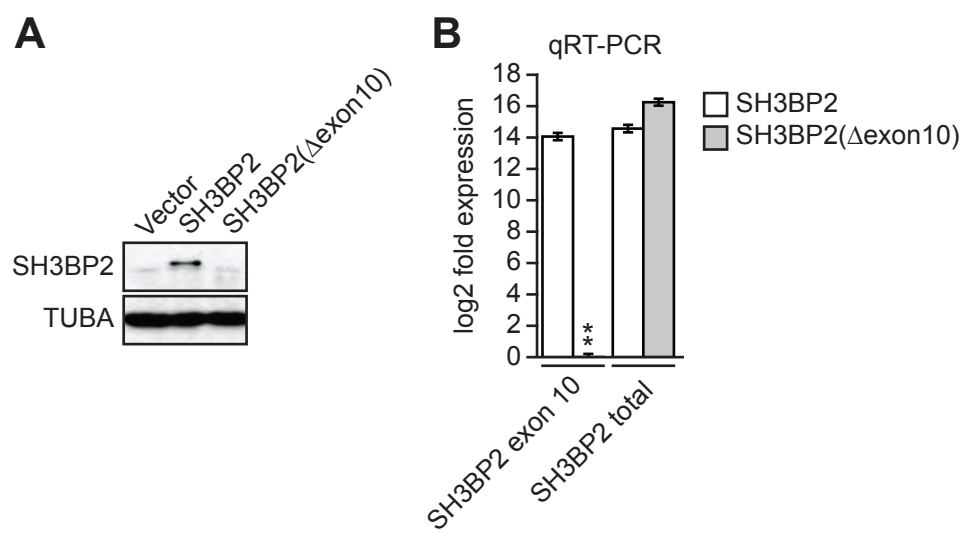 A
Vector
SH3BP2
SH3BP2(Δexon10)
SH3BP2
TUBA
B
qRT-PCR
log2 fold expression
18
16
14
12
10
8
6
4
2
0
**
SH3BP2 exon 10
SH3BP2 total
SH3BP2
SH3BP2(Δexon10)